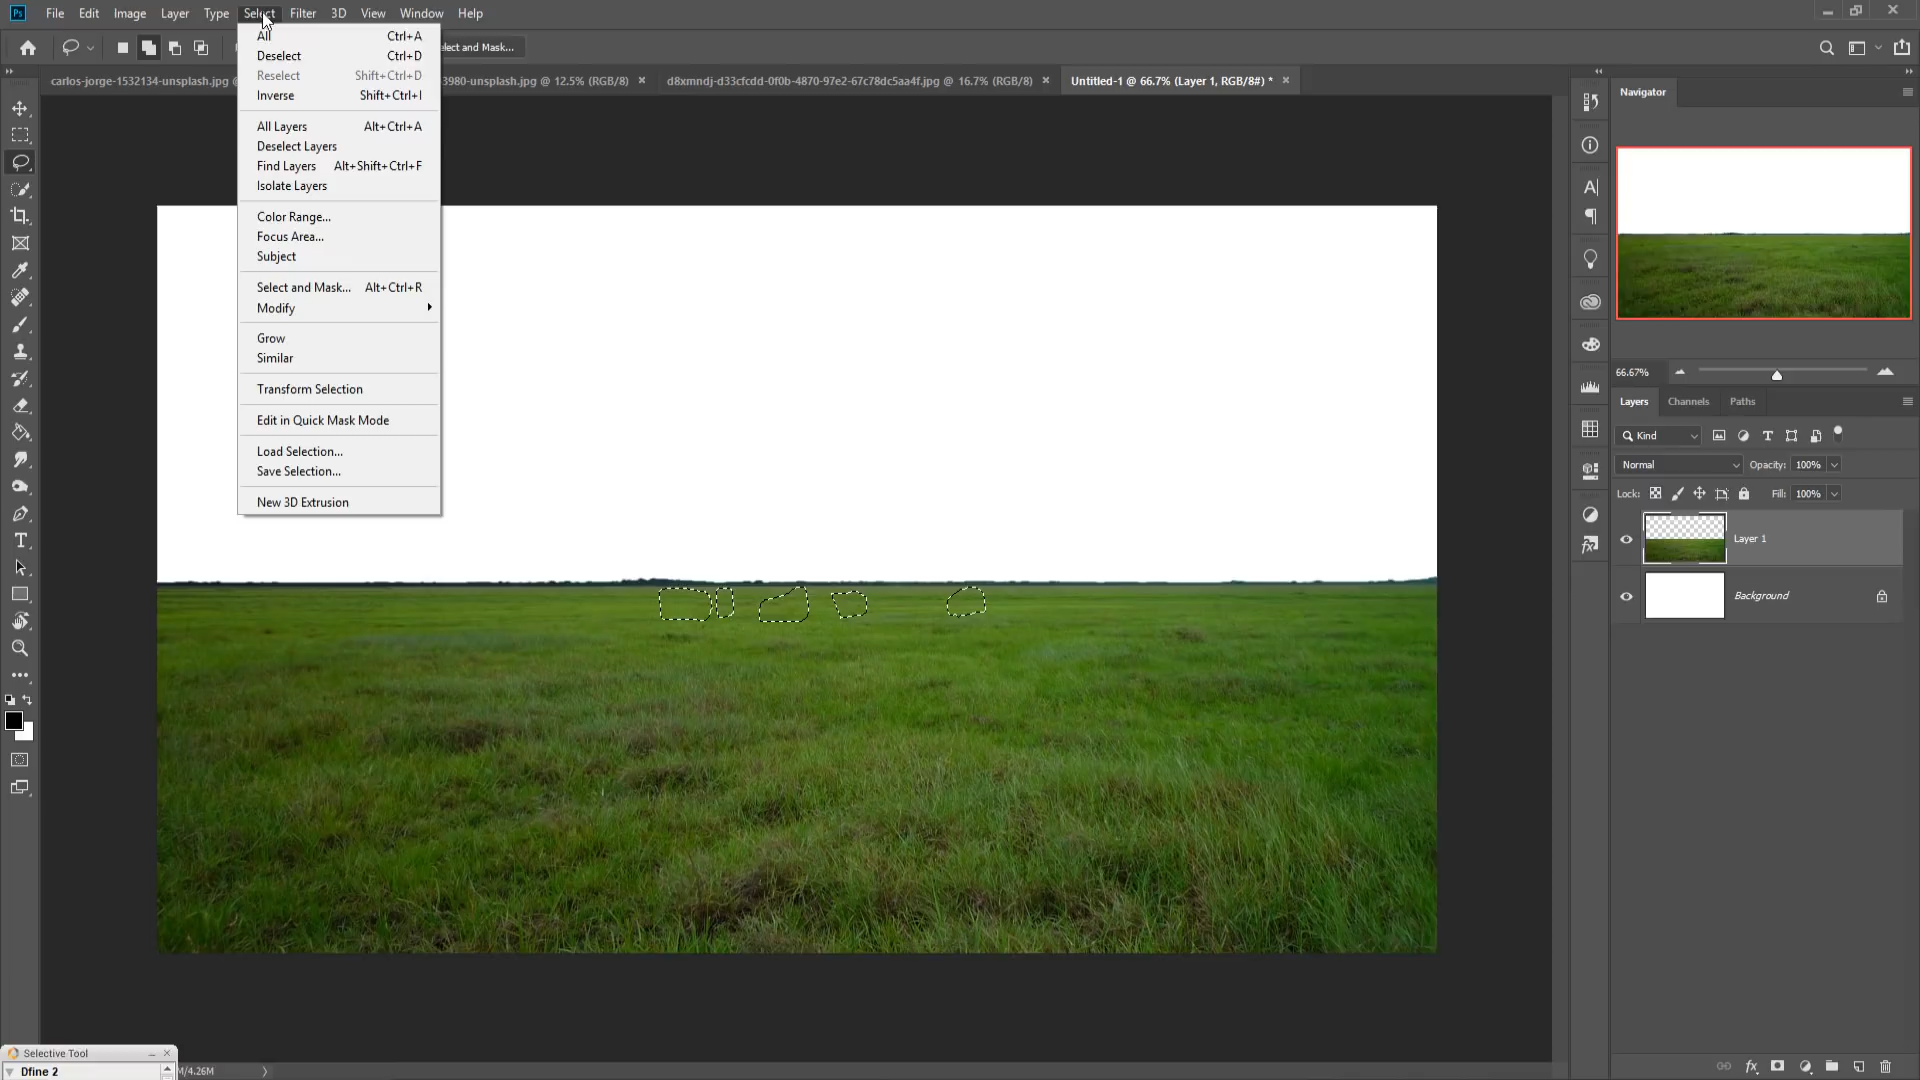 Ps File Edit Image Layer Type Select Filter 3D View Window Help
elect and Mask...
carlos-jorge-1532134-unsplash.jpg @
3980-unsplash.jpg @ 12.5% (RGB/8)
d8xmndj-d33cfcdd-0f0b-4870-97e2-67c78dc5aa4f.jpg @ 16.7% (RGB/8)
Untitled-1 @ 66.7% (Layer 1, RGB/8#) *
All Ctrl+A
Deselect Ctrl+D
Reselect Shift+Ctrl+D
Inverse Shift+Ctrl+I
All Layers Alt+Ctrl+A
Deselect Layers
Find Layers Alt+Shift+Ctrl+F
Isolate Layers
Color Range...
Focus Area...
Subject
Select and Mask... Alt+Ctrl+R
Modify
Grow
Similar
Transform Selection
Edit in Quick Mask Mode
Load Selection...
Save Selection...
New 3D Extrusion
Navigator
66.67%
Layers Channels Paths
Kind
Normal Opacity: 100%
Lock: Fill: 100%
Layer 1
Background
Selective Tool
Dfine 2
M/4.26M